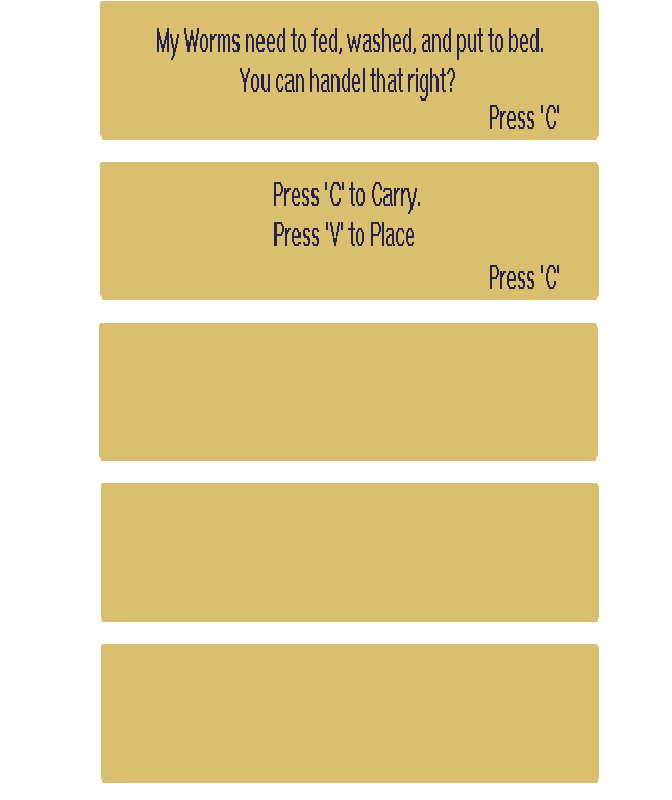 My Worms need to fed, washed, and put to bed.
You can handel that right?
Press 'C'
Press 'C' to Carry.
Press 'V' to Place
Press 'C'